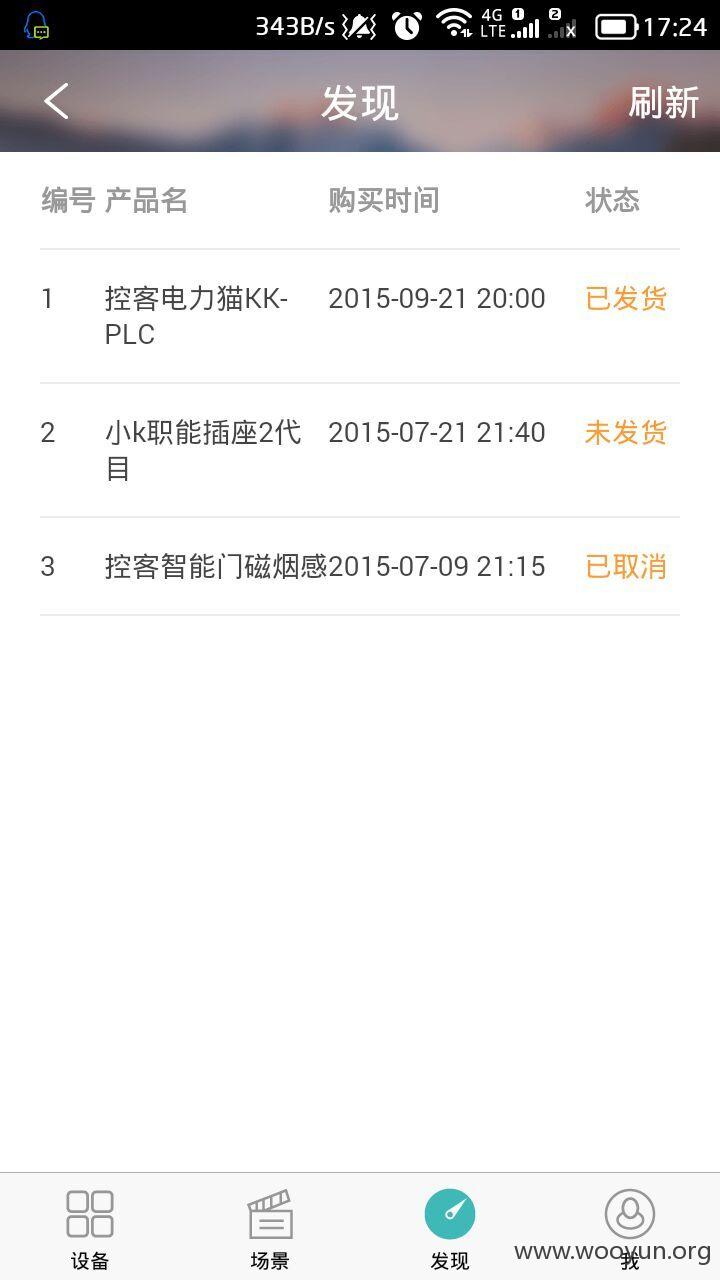 343B/s 4G LTE 1 2 x 17:24
发现 刷新
编号 产品名 购买时间 状态
1 控客电力猫KK- 2015-09-21 20:00 已发货
PLC
2 小k职能插座2代 2015-07-21 21:40 未发货
目
3 控客智能门磁烟感2015-07-09 21:15 已取消
设备 场景 发现 我
www.wooyun.org